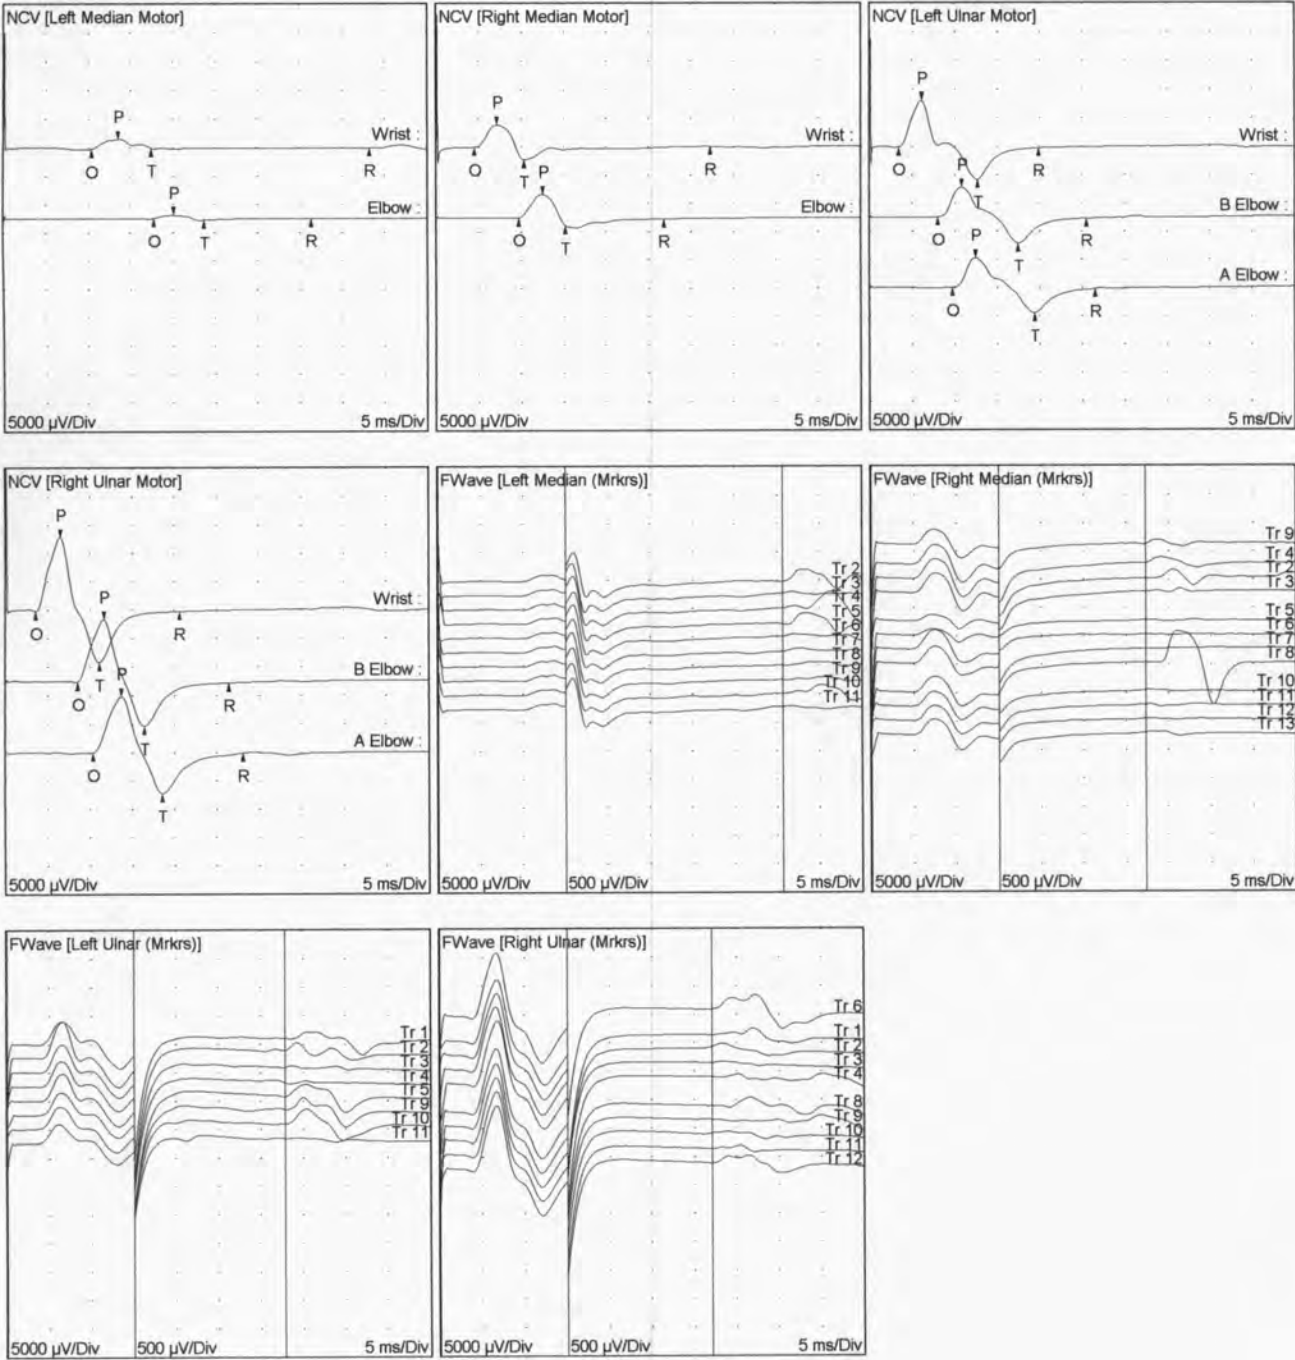 NCV [Left Median Motor]
P
Wrist :
O T R
P
Elbow :
O T R
5000 µV/Div 5 ms/Div
NCV [Right Median Motor]
P
Wrist :
O T R
P
Elbow :
O T R
5000 µV/Div 5 ms/Div
NCV [Left Ulnar Motor]
P
Wrist :
O T R
P
B Elbow :
O T R
P
A Elbow :
O T R
5000 µV/Div 5 ms/Div
NCV [Right Ulnar Motor]
P
Wrist :
O T R
P
B Elbow :
O T R
P
A Elbow :
O T R
5000 µV/Div 5 ms/Div
FWave [Left Median (Mrkrs)]
Tr 2
Tr 3
Tr 4
Tr 5
Tr 6
Tr 7
Tr 8
Tr 9
Tr 10
Tr 11
5000 µV/Div 500 µV/Div 5 ms/Div
FWave [Right Median (Mrkrs)]
Tr 9
Tr 4
Tr 2
Tr 3
Tr 5
Tr 6
Tr 7
Tr 8
Tr 10
Tr 11
Tr 12
Tr 13
5000 µV/Div 500 µV/Div 5 ms/Div
FWave [Left Ulnar (Mrkrs)]
Tr 1
Tr 2
Tr 3
Tr 4
Tr 5
Tr 9
Tr 10
Tr 11
5000 µV/Div 500 µV/Div 5 ms/Div
FWave [Right Ulnar (Mrkrs)]
Tr 6
Tr 1
Tr 2
Tr 3
Tr 4
Tr 8
Tr 9
Tr 10
Tr 11
Tr 12
5000 µV/Div 500 µV/Div 5 ms/Div